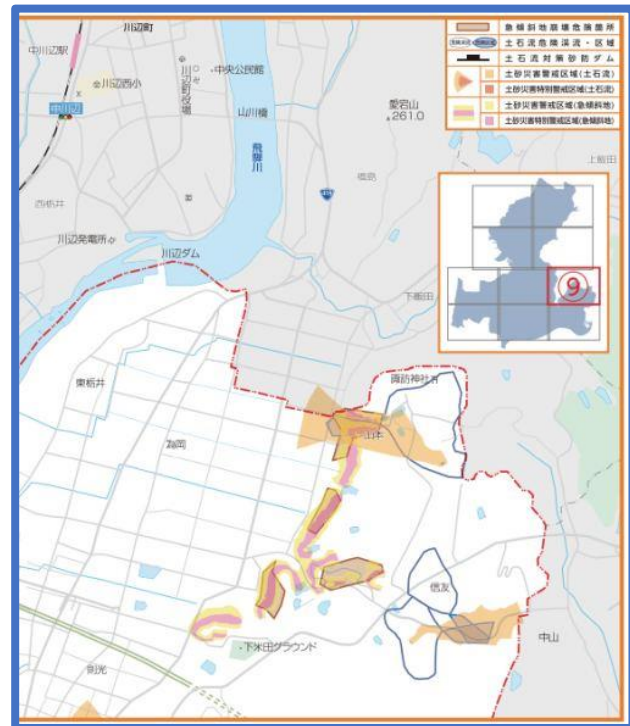 川辺町
中川辺駅
川辺西小
中川辺
中央公民館
川辺町役場
山川橋
飛騨川
愛宕山
261.0
上飯田
西栃井
川辺発電所
川辺ダム
下飯田
急傾斜地崩壊危険箇所
土石流危険渓流・区域
土石流対策砂防ダム
土砂災害警戒区域(土石流)
土砂災害特別警戒区域(土石流)
土砂災害警戒区域(急傾斜地)
土砂災害特別警戒区域(急傾斜地)
⑨
東栃井
諏訪神社
山本
為岡
信友
中山
下米田グラウンド
則光